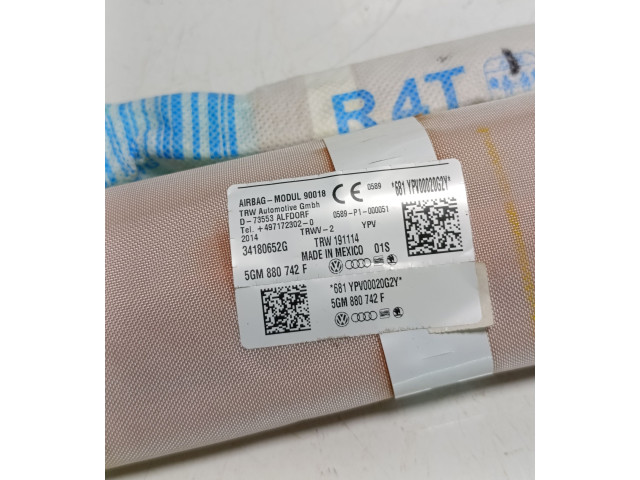 R4T
AIRBAG-MODUL 90018
TRW Automotive GmbH
D-73553 ALFDORF
Tel. +497172302-0
2014
34180652G
TRWV-2
YPV
TRW 191114
MADE IN MEXICO 01S
CE 0589
0589-P1-000051
*681 YPV00020G2Y*
5GM 880 742 F
*681 YPV00020G2Y*
5GM 880 742 F